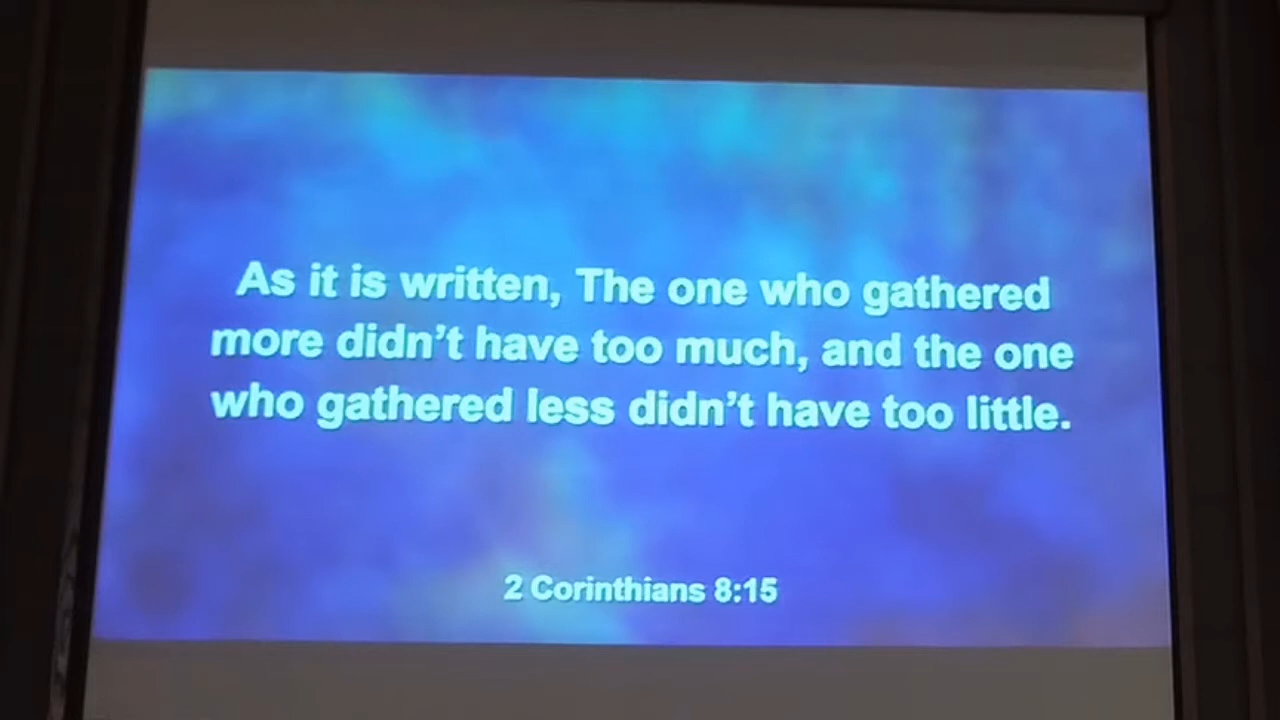 As it is written, The one who gathered
more didn’t have too much, and the one
who gathered less didn’t have too little.
2 Corinthians 8:15